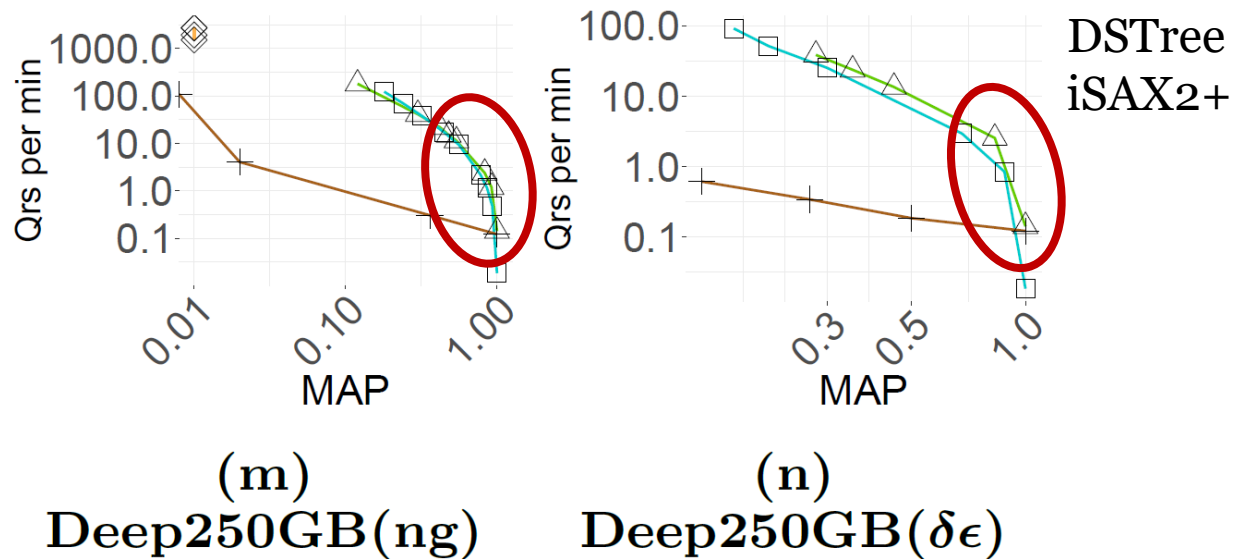 Qrs per min
1000.0
100.0
10.0
1.0
0.1
0.01
0.10
1.00
MAP
Qrs per min
100.0
10.0
1.0
0.1
0.3
0.5
1.0
MAP
DSTree
iSAX2+
(m)
Deep250GB(ng)
(n)
Deep250GB(δϵ)